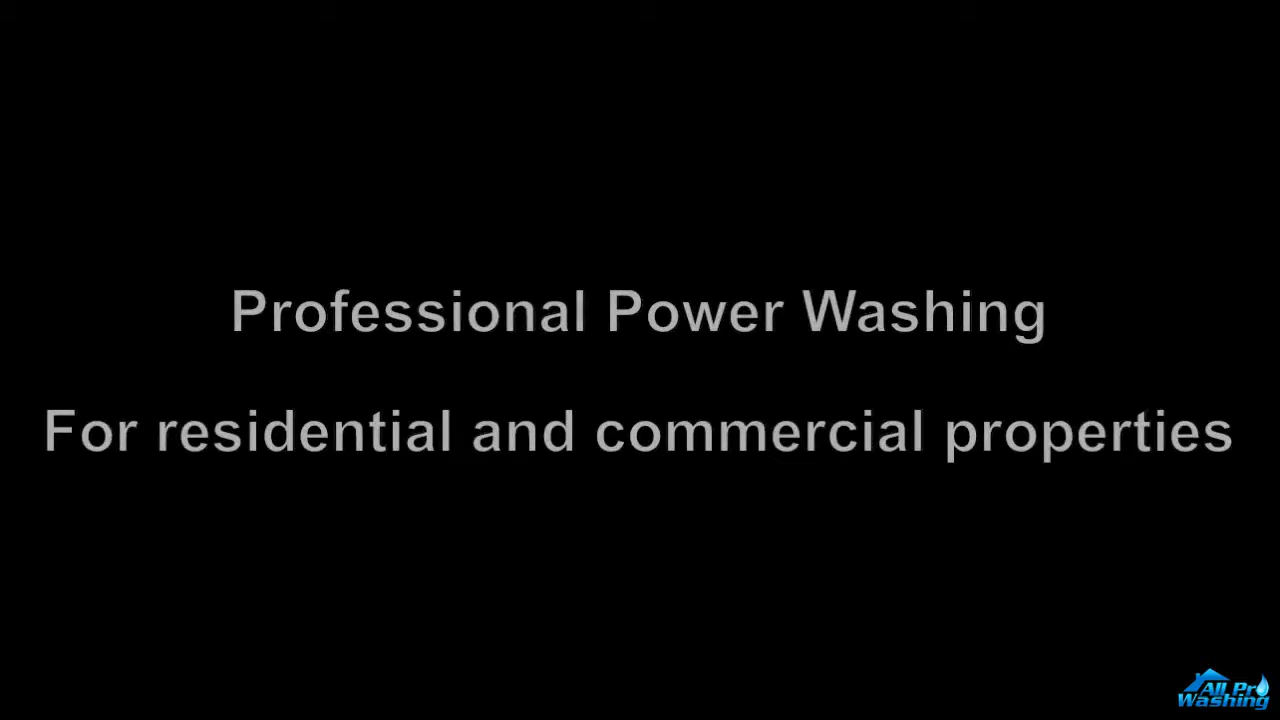 Professional Power Washing
For residential and commercial properties
All Pro
Washing